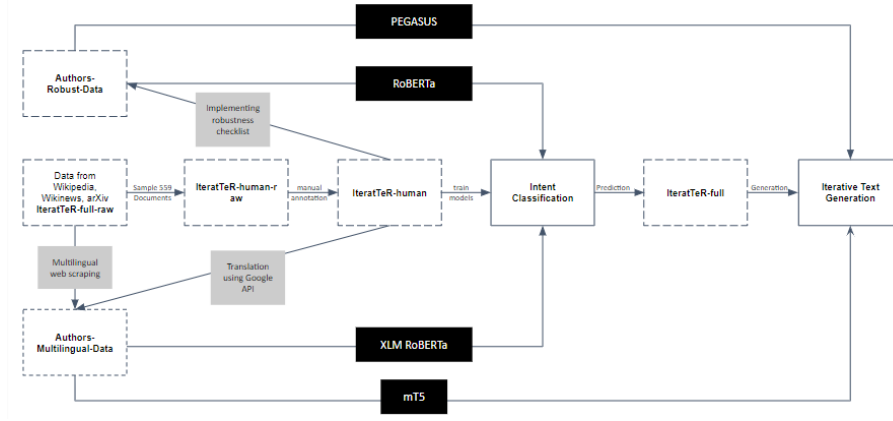 PEGASUS
Authors-
Robust-Data
RoBERTa
Implementing
robustness
checklist
Data from
Wikipedia,
Wikinews, arXiv
IteratTeR-full-raw
Sample 559
Documents
IteratTeR-human-r
aw
manual
annotation
IteratTeR-human
train
models
Intent
Classification
Prediction
IteratTeR-full
Generation
Iterative Text
Generation
Multilingual
web scraping
Translation
using Google
API
Authors-
Multilingual-Data
XLM RoBERTa
mT5